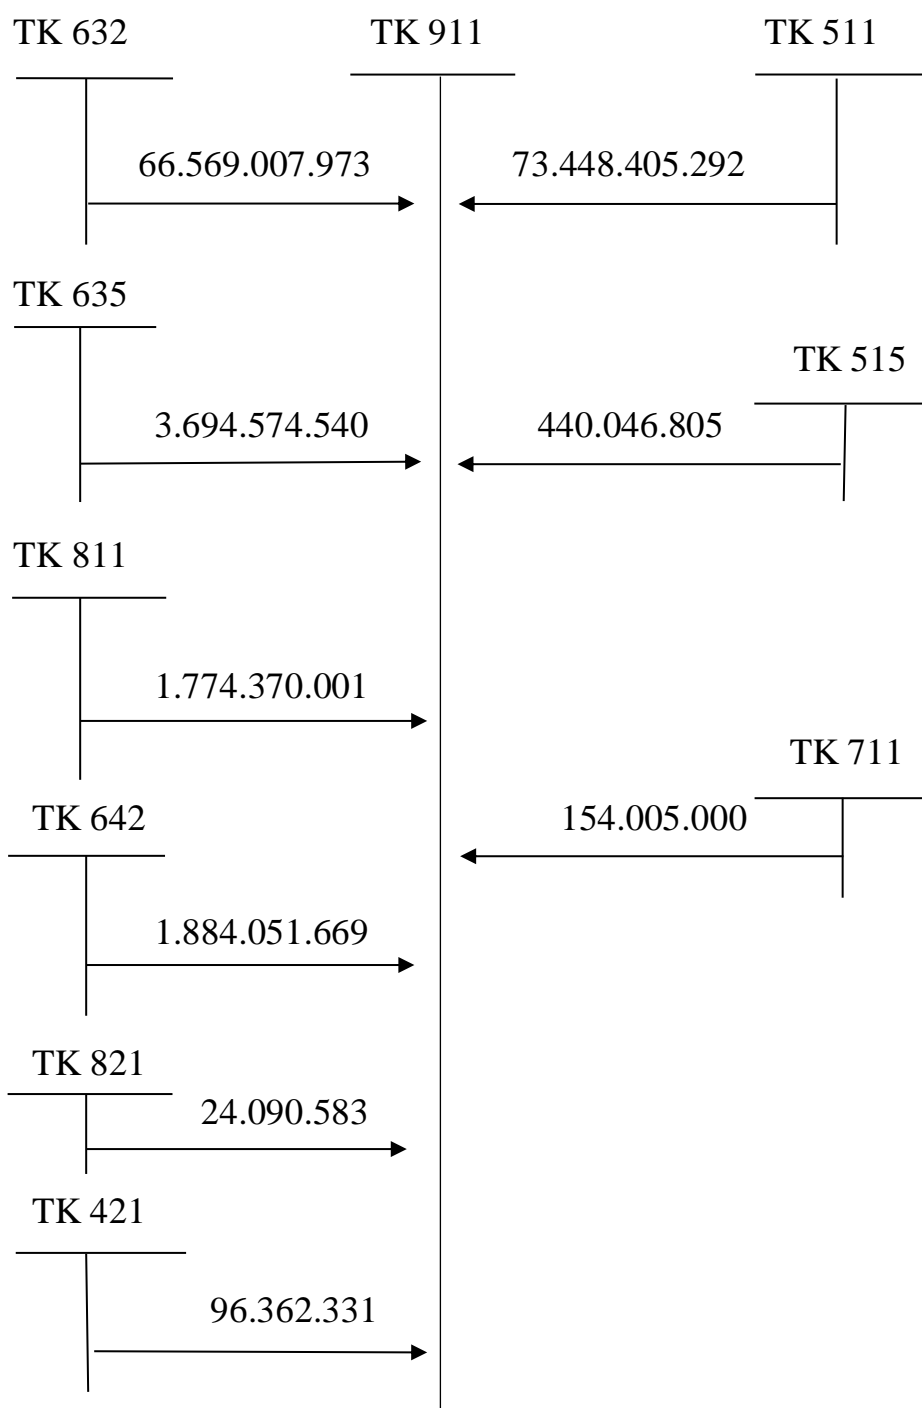 TK 632 TK 911 TK 511
66.569.007.973 73.448.405.292
TK 635
TK 515
3.694.574.540 440.046.805
TK 811
1.774.370.001
TK 711
TK 642 154.005.000
1.884.051.669
TK 821
24.090.583
TK 421
96.362.331